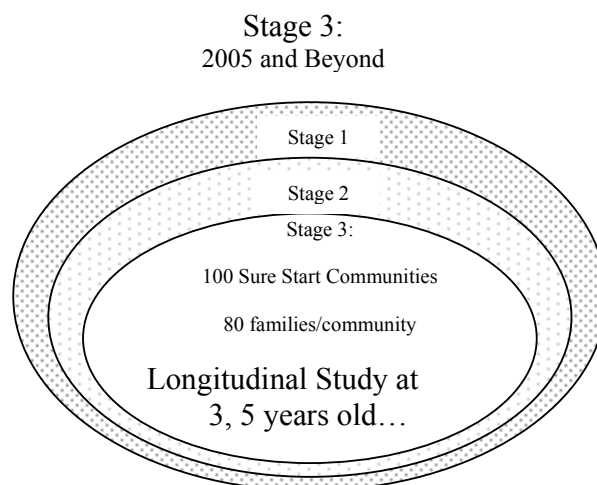 Stage 3:
2005 and Beyond
Stage 1
Stage 2
Stage 3:
100 Sure Start Communities
80 families/community
Longitudinal Study at
3, 5 years old…